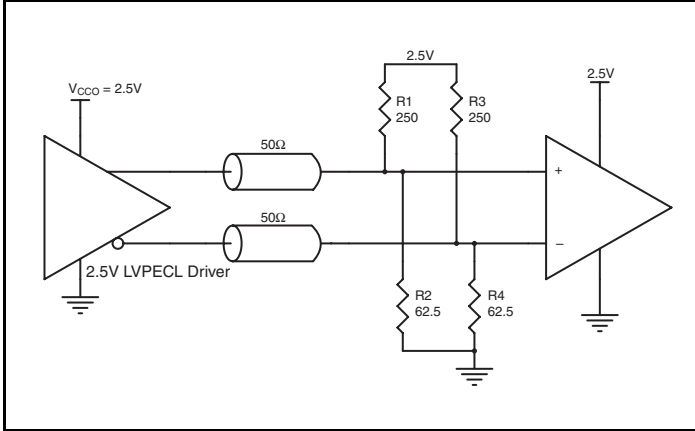 2.5V
V_CCO = 2.5V
2.5V
R1
250
R3
250
50Ω
+
50Ω
−
2.5V LVPECL Driver
R2
62.5
R4
62.5